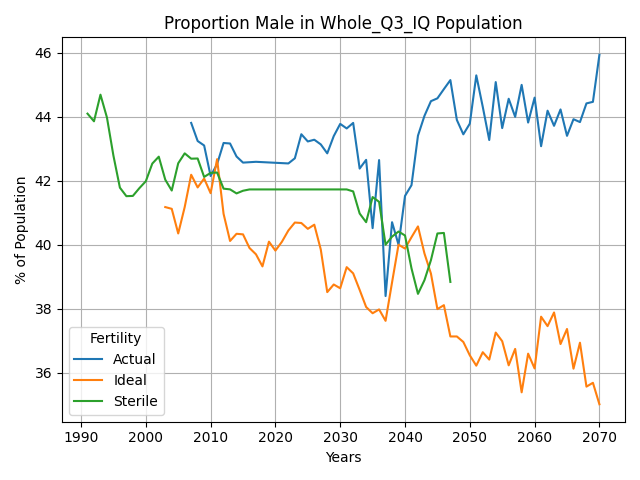 Proportion Male in Whole_Q3_IQ Population
% of Population
46
44
42
40
38
36
Fertility
Actual
Ideal
Sterile
1990 2000 2010 2020 2030 2040 2050 2060 2070
Years